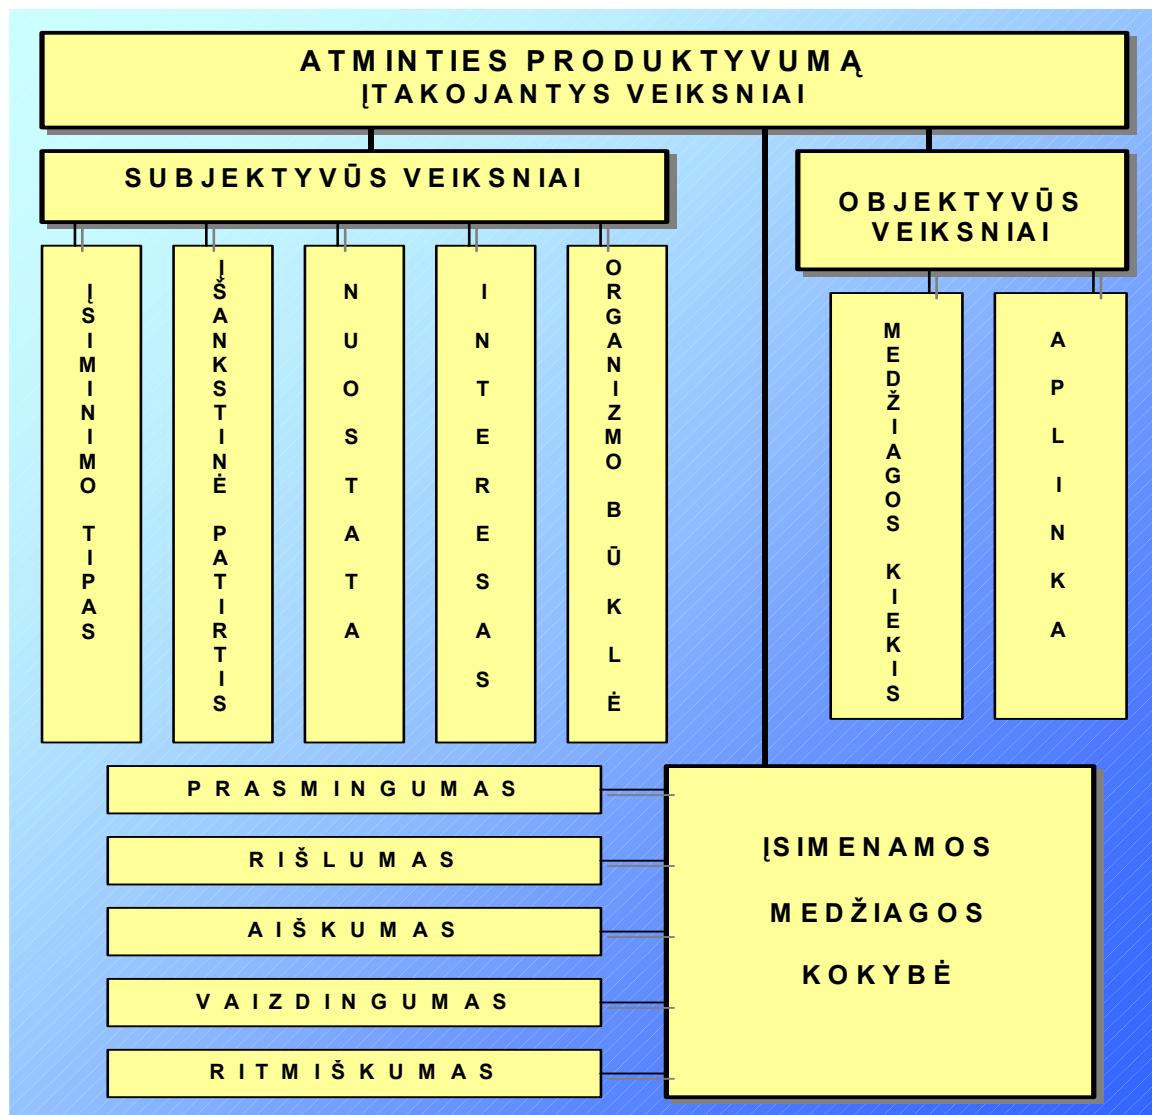 ATMINTIES PRODUKTYVUMĄ
ĮTAKOJANTYS VEIKSNIAI
SUBJEKTYVŪS VEIKSNIAI
OBJEKTYVŪS
VEIKSNIAI
ĮSIMINIMO TIPAS
ĮŠANKSTINĖ PATIRTIS
NUOSTATA
INTERESAS
ORGANIZMO BŪKLĖ
MEDŽIAGOS KIEKIS
APLINKA
PRASMINGUMAS
RIŠLUMAS
AIŠKUMAS
VAIZDINGUMAS
RITMIŠKUMAS
ĮSIMENAMOS
MEDŽIAGOS
KOKYBĖ